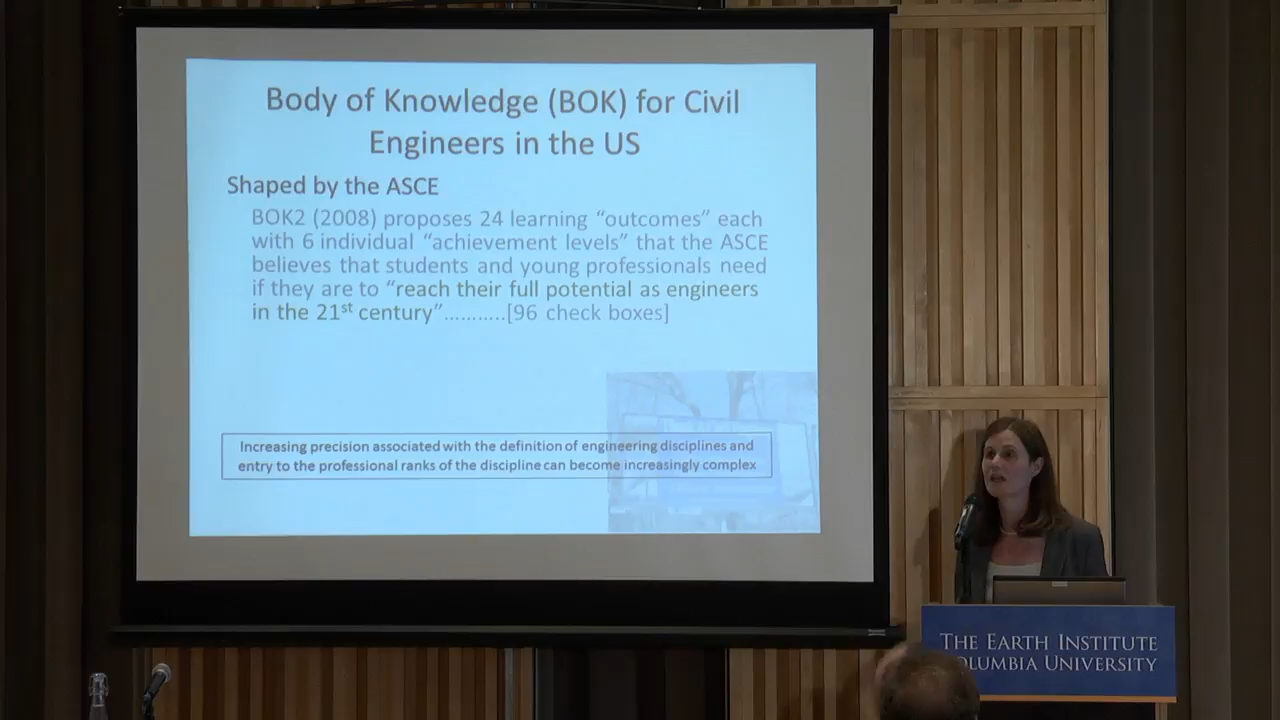 Body of Knowledge (BOK) for Civil
Engineers in the US
Shaped by the ASCE
BOK2 (2008) proposes 24 learning “outcomes” each
with 6 individual “achievement levels” that the ASCE
believes that students and young professionals need
if they are to “reach their full potential as engineers
in the 21st century”...........[96 check boxes]
Increasing precision associated with the definition of engineering disciplines and
entry to the professional ranks of the discipline can become increasingly complex
THE EARTH INSTITUTE
OLUMBIA UNIVERSITY